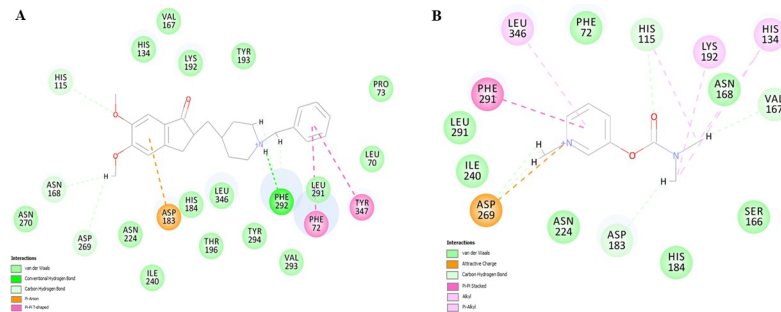 A
VAL
167
HIS
134
LYS
192
TYR
193
HIS
115
PRO
73
LEU
70
O
O
O
H
N+
H
H
H
ASN
168
ASN
270
ASP
269
ASN
224
ASP
183
HIS
184
LEU
346
PHE
292
LEU
291
PHE
72
TYR
347
THR
196
TYR
294
VAL
293
ILE
240
Interactions
van der Waals
Conventional Hydrogen Bond
Carbon Hydrogen Bond
Pi-Anion
Pi-Pi T-shaped
B
LEU
346
PHE
72
HIS
115
LYS
192
HIS
134
PHE
291
ASN
168
VAL
167
LEU
291
ILE
240
H
N+
O
O
N
H
H
ASP
269
ASN
224
ASP
183
HIS
184
SER
166
Interactions
van der Waals
Attractive Charge
Carbon Hydrogen Bond
Pi-Pi Stacked
Alkyl
Pi-Alkyl